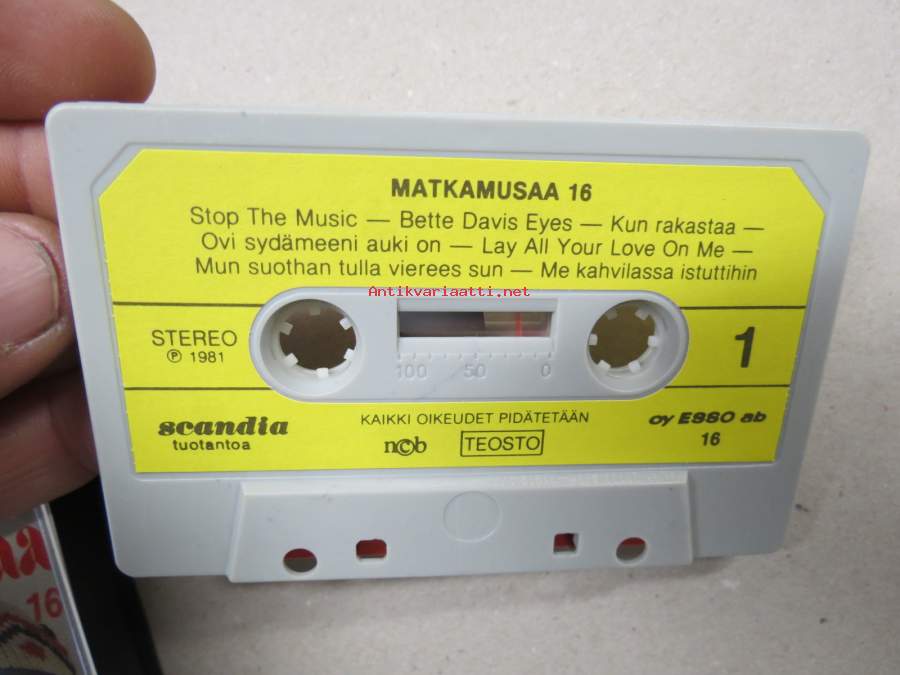 MATKAMUSAA 16
Stop The Music — Bette Davis Eyes — Kun rakastaa —
Ovi sydämeeni auki on — Lay All Your Love On Me —
Mun suothan tulla vierees sun — Me kahvilassa istuttihin
Antikvariaatti.net
STEREO
℗ 1981
1
100 50 0
scandia
tuotantoa
KAIKKI OIKEUDET PIDÄTETÄÄN
ncb TEOSTO
oy ESSO ab
16
aa
16